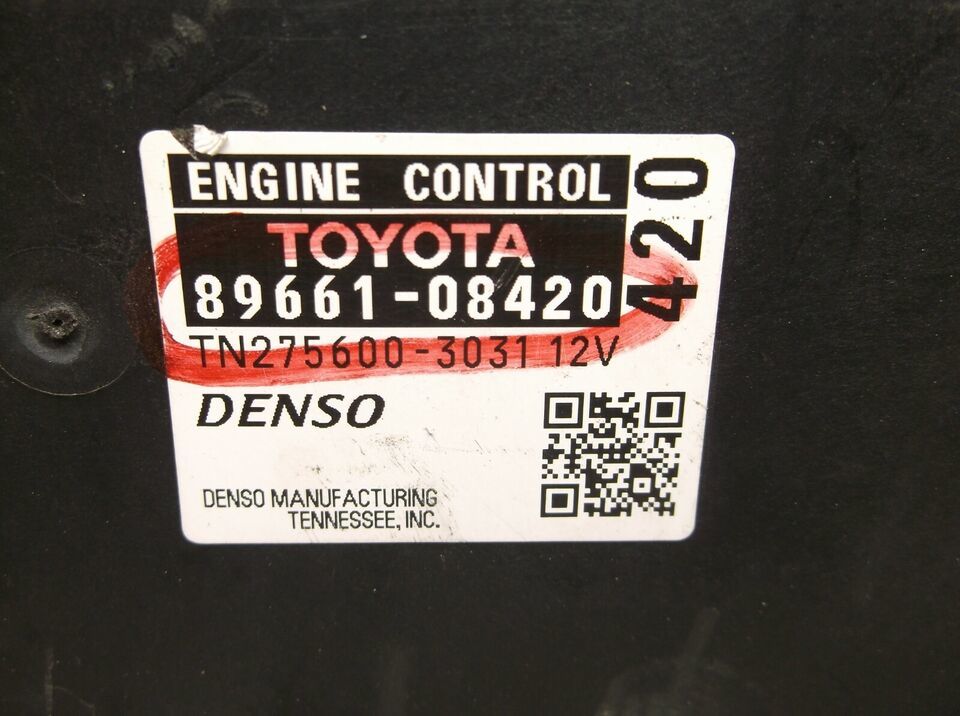 ENGINE CONTROL
TOYOTA
89661-08420
420
TN275600-3031 12V
DENSO
DENSO MANUFACTURING
TENNESSEE, INC.